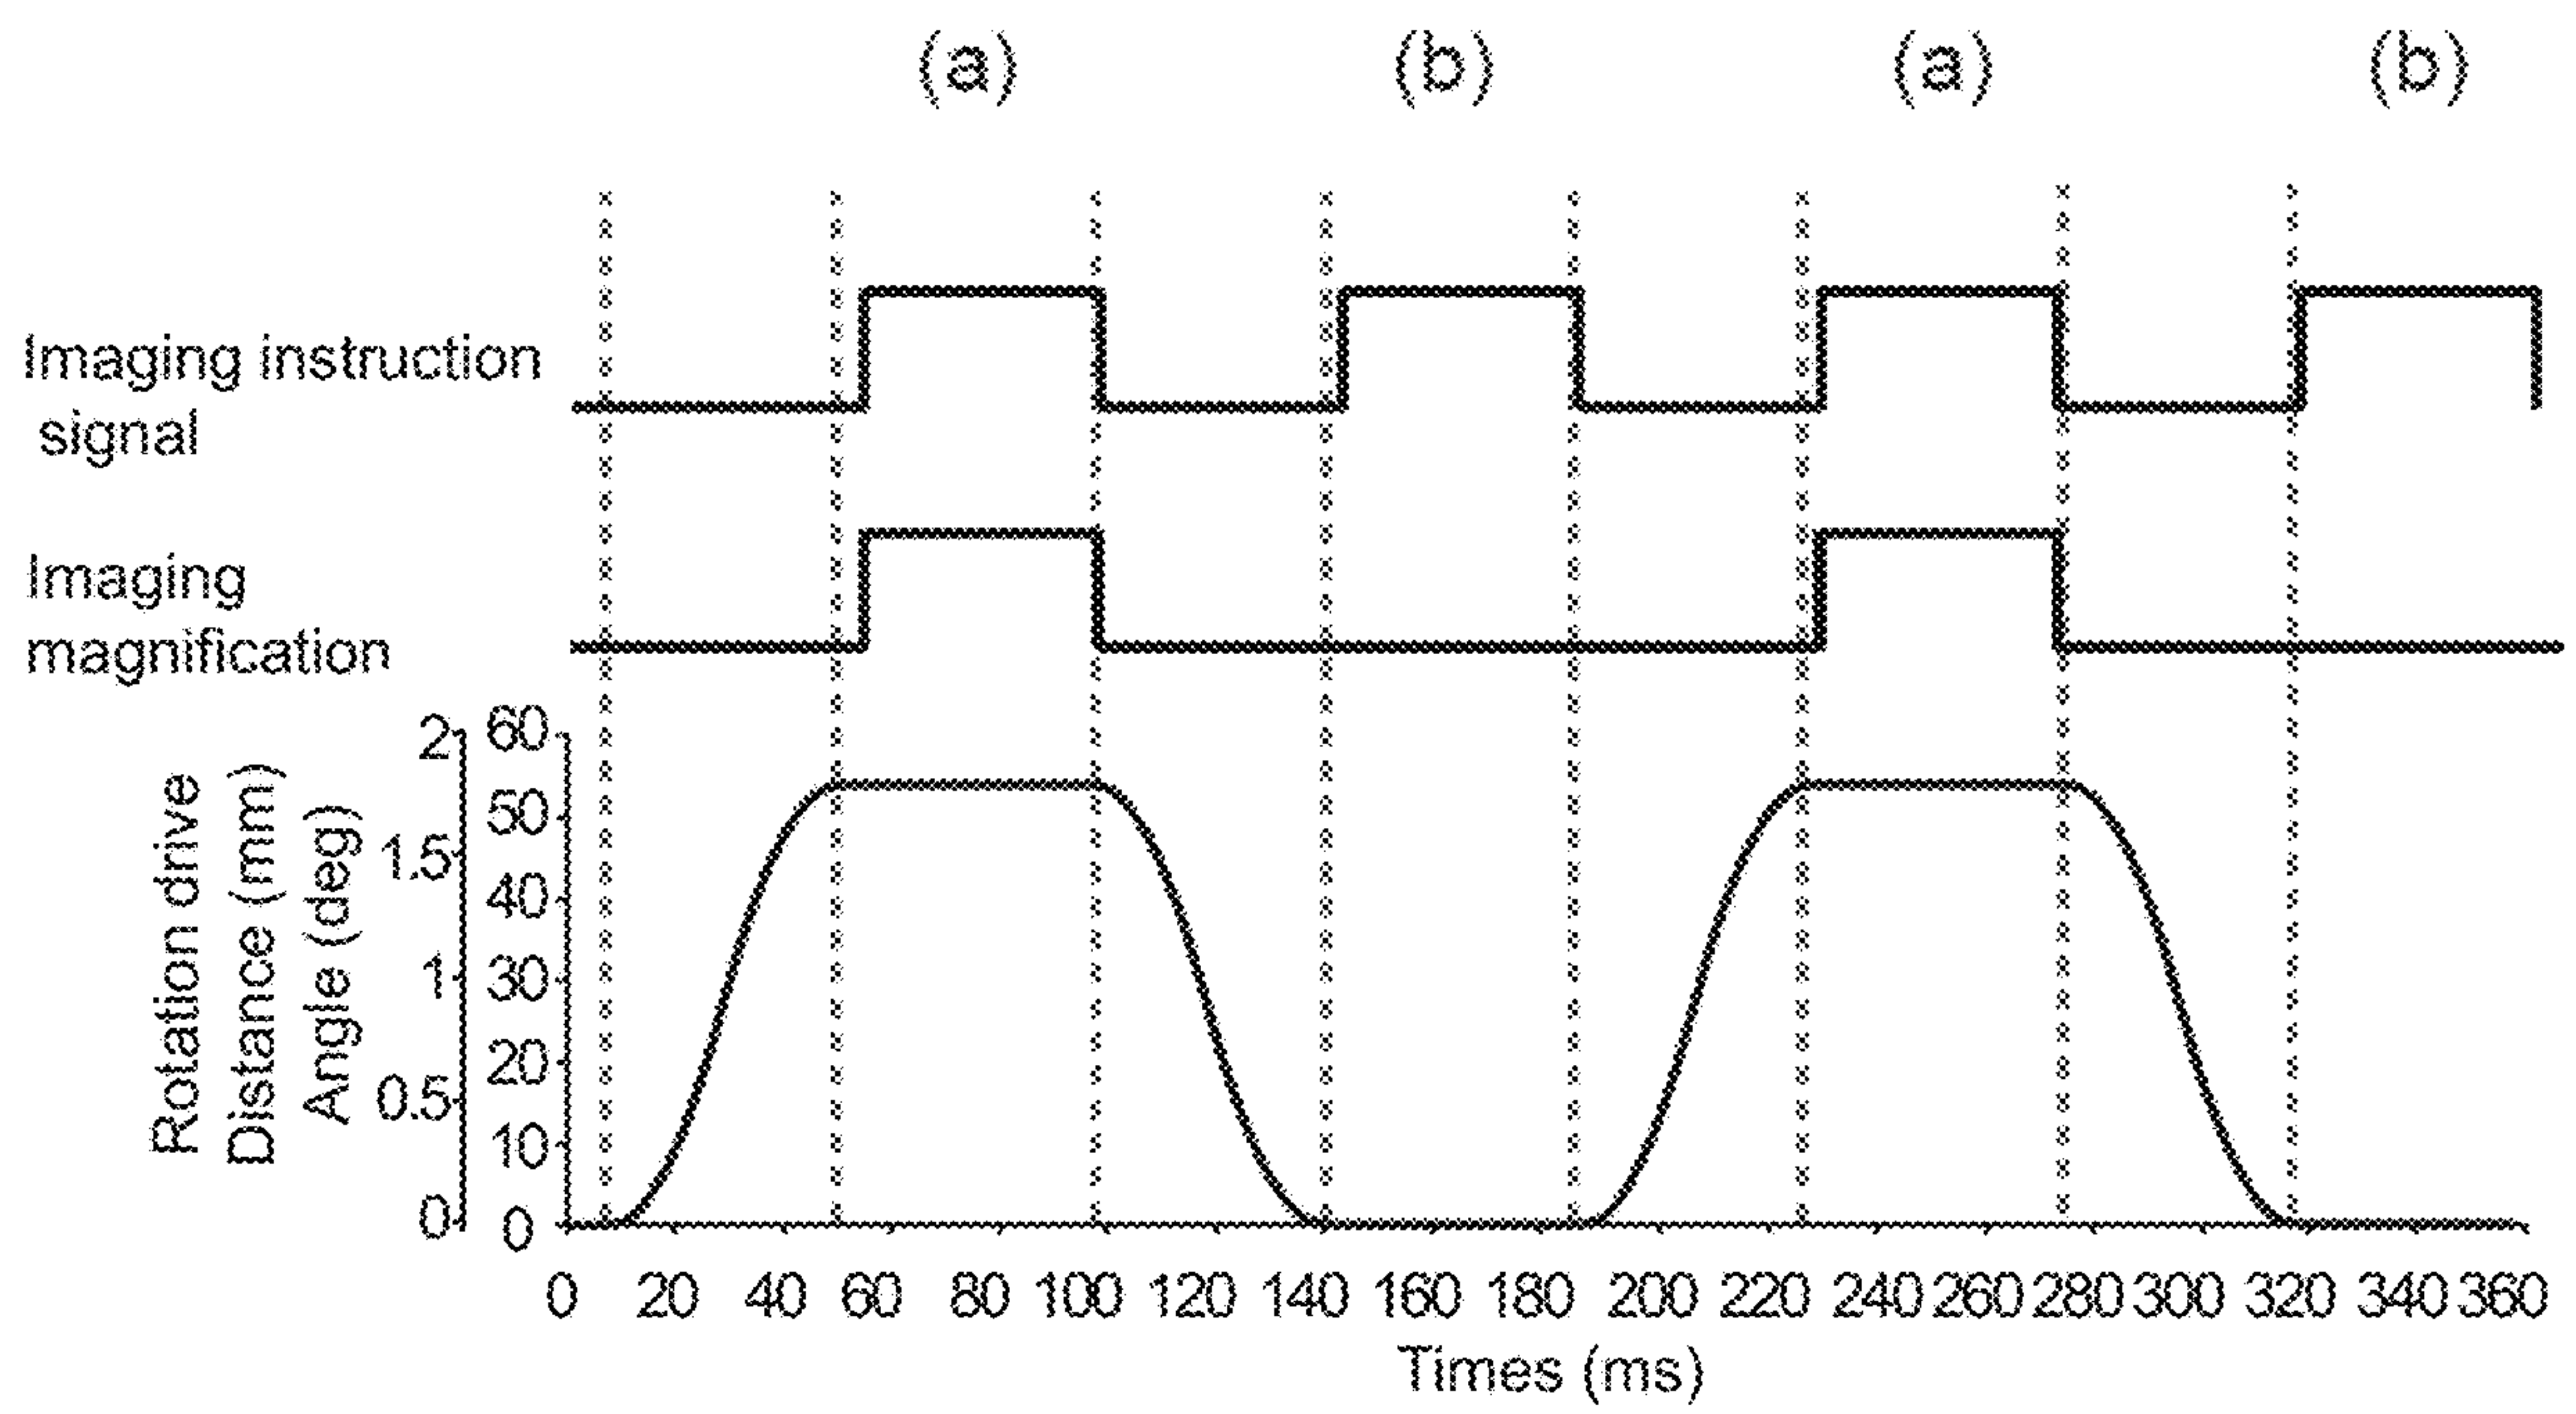 (a) (b) (a) (b)
Imaging instruction
signal
Imaging
magnification
Rotation drive
Distance (mm)
Angle (deg)
2
1.5
1
0.5
0
60
50
40
30
20
10
0
0 20 40 60 80 100 120 140 160 180 200 220 240 260 280 300 320 340 360
Times (ms)